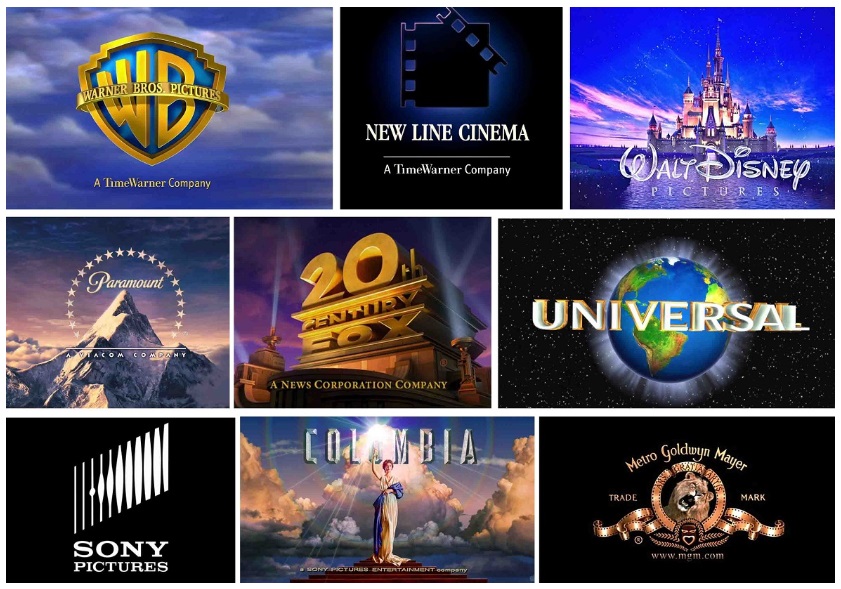 WB
WARNER BROS. PICTURES
A TimeWarner Company
NEW LINE CINEMA
A TimeWarner Company
WALT DISNEY
PICTURES
Paramount
A VIACOM COMPANY
20th
CENTURY
FOX
A NEWS CORPORATION COMPANY
UNIVERSAL
SONY
PICTURES
COLUMBIA
a SONY PICTURES ENTERTAINMENT company
Metro Goldwyn Mayer
TRADE MARK
®
www.mgm.com